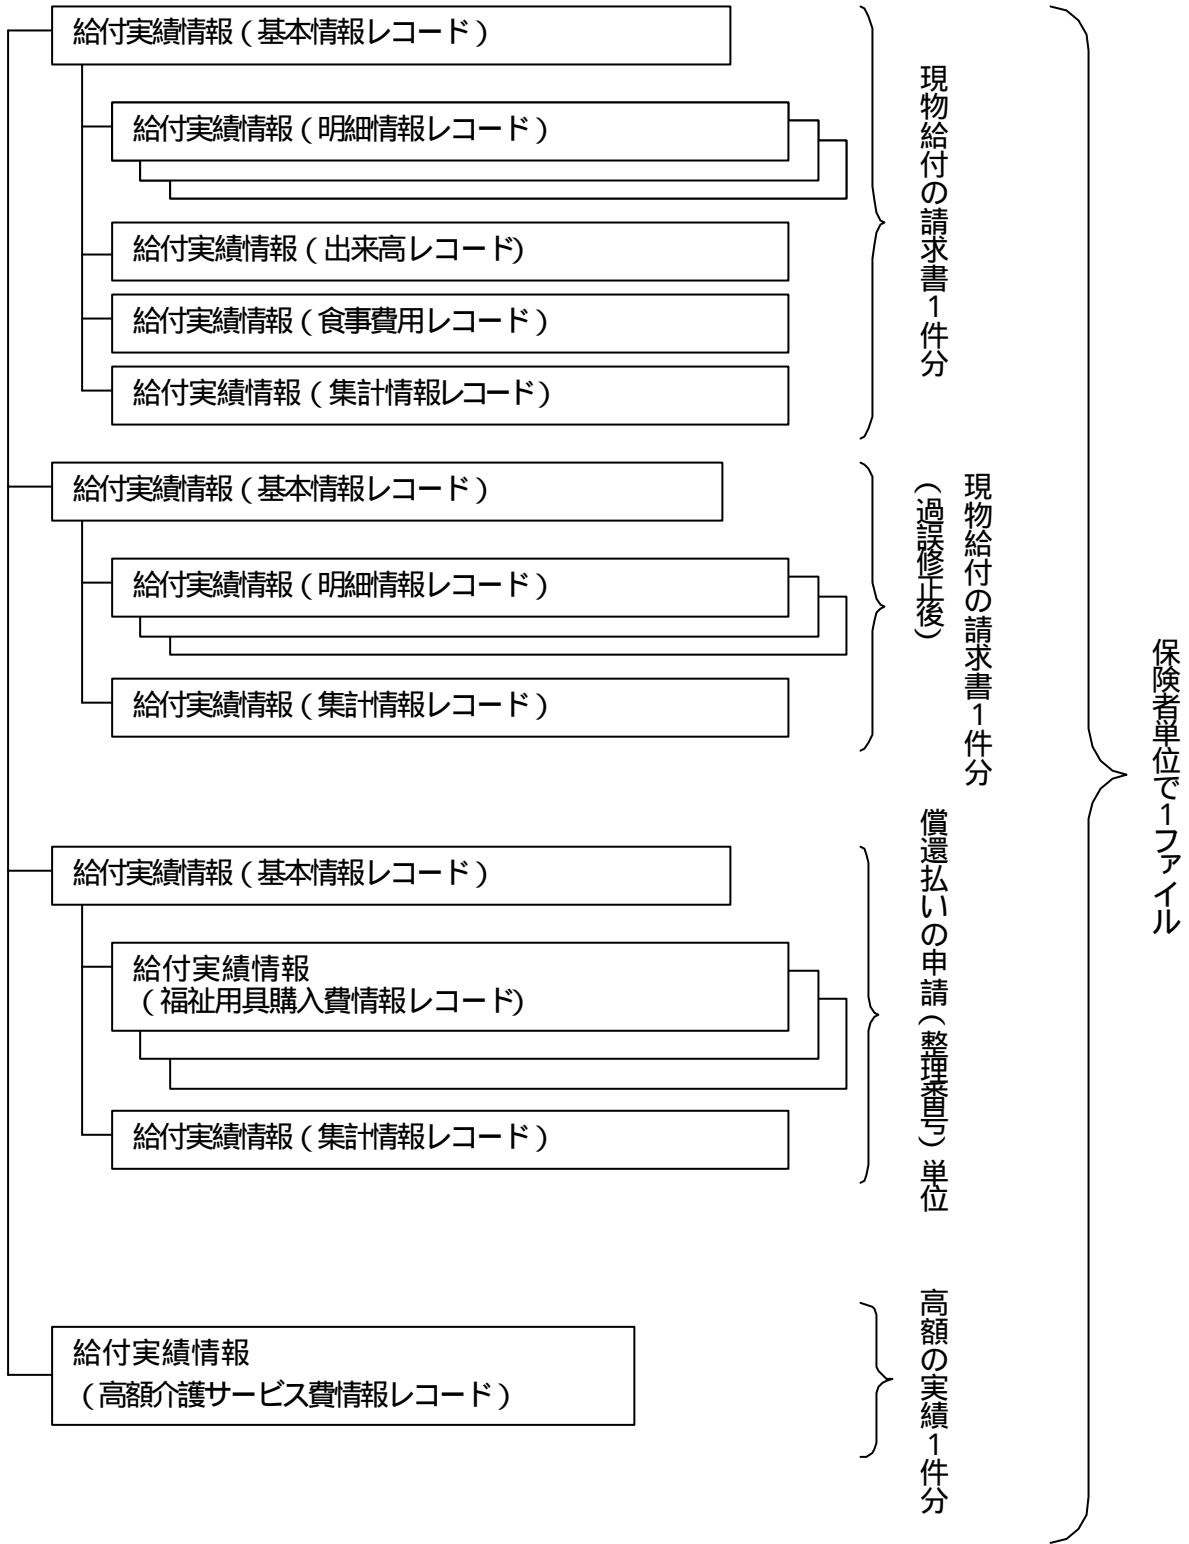 給付実績情報（基本情報レコード）
給付実績情報（明細情報レコード）
給付実績情報（出来高レコード)
給付実績情報（食事費用レコード）
給付実績情報（集計情報レコード）
現物給付の請求書1件分
給付実績情報（基本情報レコード）
給付実績情報（明細情報レコード）
給付実績情報（集計情報レコード）
現物給付の請求書1件分
（過誤修正後）
給付実績情報（基本情報レコード）
給付実績情報
（福祉用具購入費情報レコード)
給付実績情報（集計情報レコード）
償還払いの申請（整理番号）単位
給付実績情報
（高額介護サービス費情報レコード）
高額の実績1件分
保険者単位で1ファイル